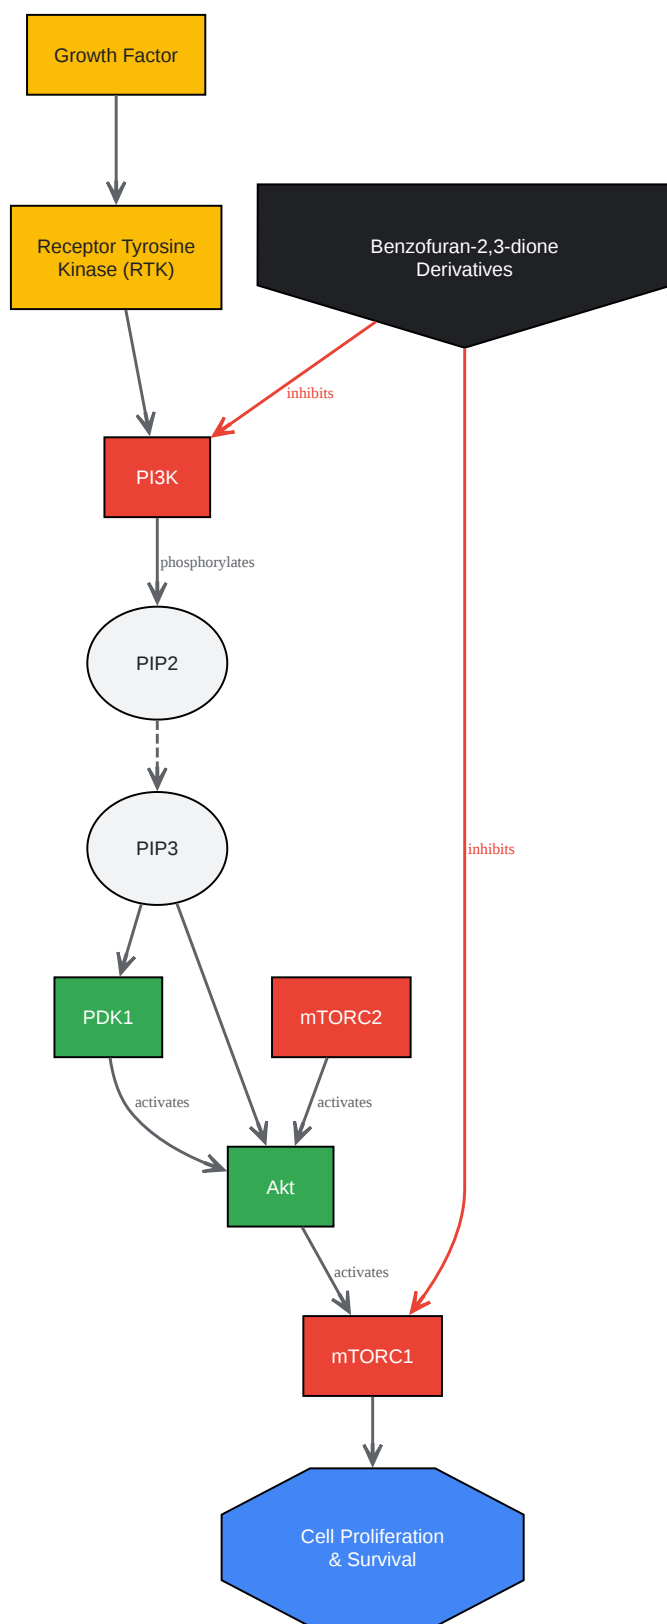 Growth Factor
Receptor Tyrosine
Kinase (RTK)
Benzofuran-2,3-dione
Derivatives
inhibits
PI3K
phosphorylates
PIP2
PIP3
inhibits
PDK1
mTORC2
activates
activates
Akt
activates
mTORC1
Cell Proliferation
& Survival